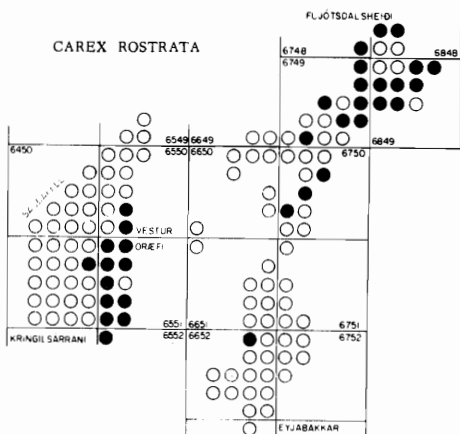 FLJÓTSDALSHEIÐI
CAREX ROSTRATA
6748
6848
6749
6549 6649
6450
6550 6650
6750
6849
VESTUR
ÖRÆFI
6551 6651
6751
KRINGILSÁRRANI
6552 6652
6752
EYJABAKKAR